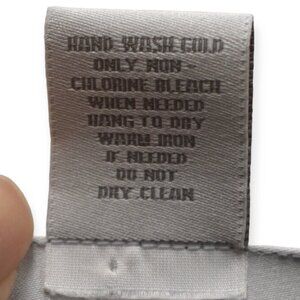 HAND WASH COLD
ONLY NON -
CHLORINE BLEACH
WHEN NEEDED
HANG TO DRY
WARM IRON
IF NEEDED
DO NOT
DRY CLEAN